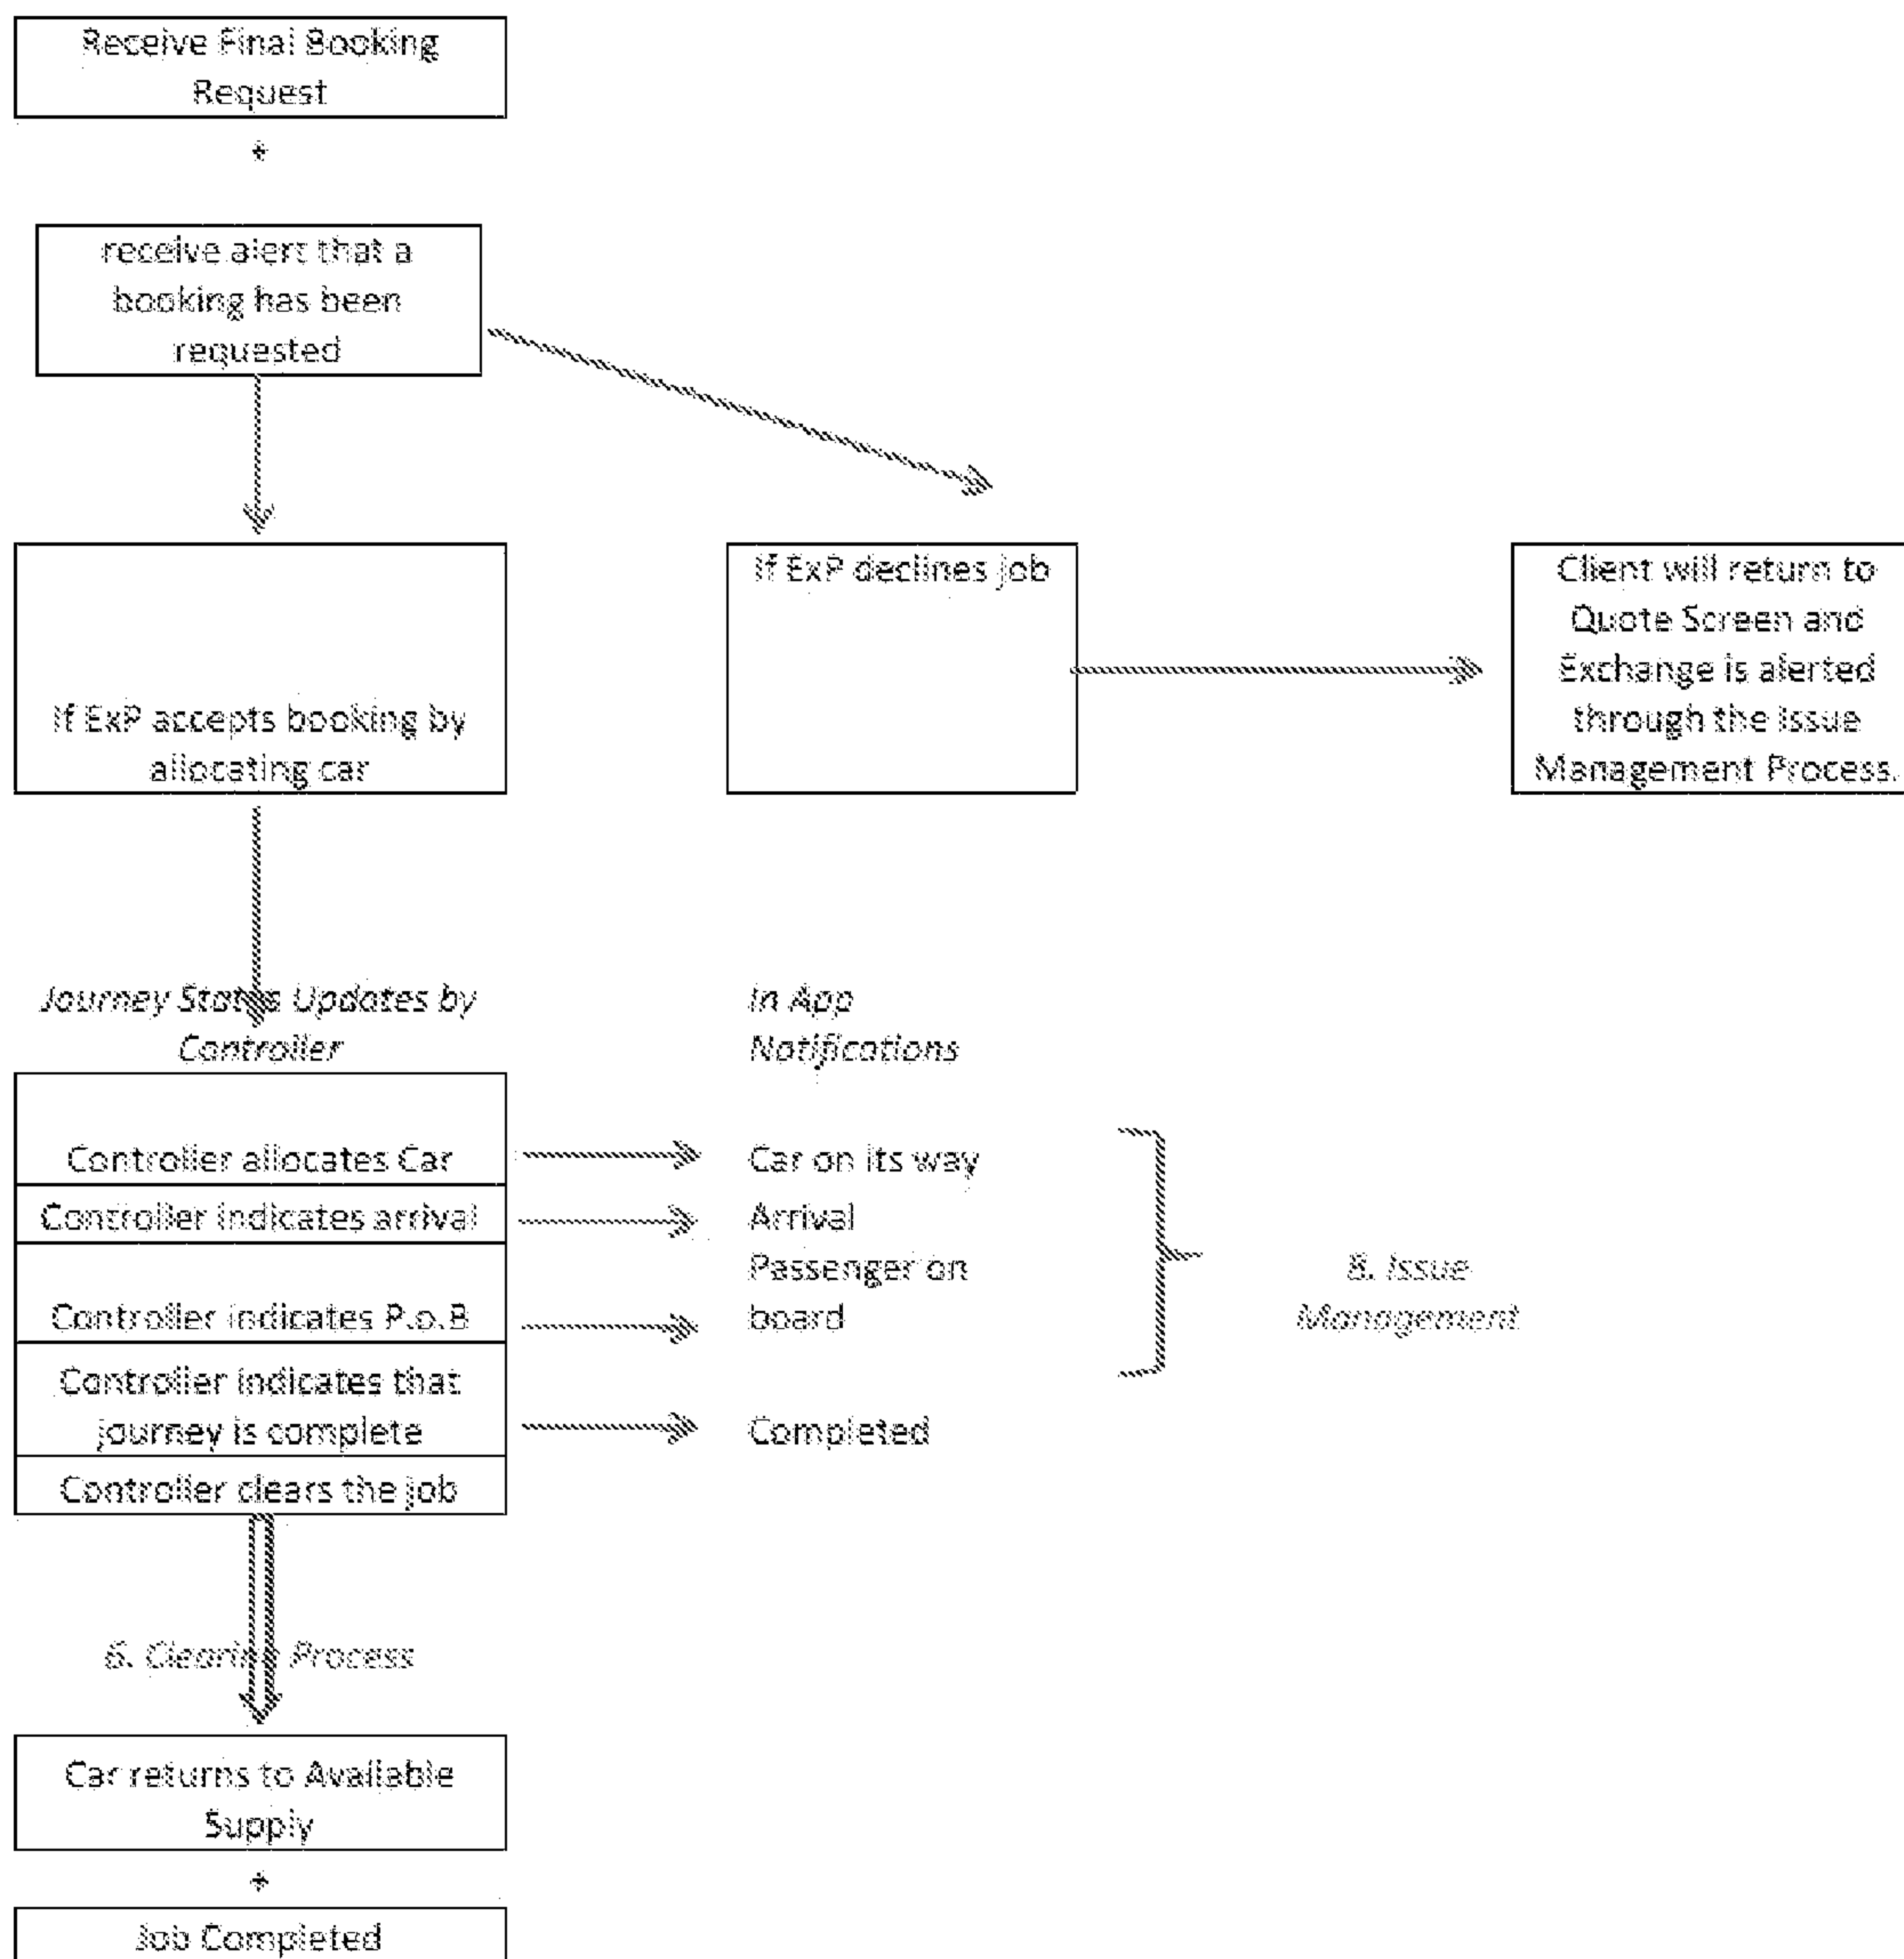 Receive Final Booking
Request
+
receive alert that a
booking has been
requested
If ExP accepts booking by
allocating car
If ExP declines job
Client will return to
Quote Screen and
Exchange is alerted
through the Issue
Management Process.
Journey Status Updates by
Controller
In App
Notifications
Controller allocates Car
Car on its way
Controller indicates arrival
Arrival
Controller indicates P.o.B
Passenger on
board
Controller indicates that
journey is complete
Completed
Controller clears the job
8. Issue
Management
6. Clearing Process
Car returns to Available
Supply
+
Job Completed